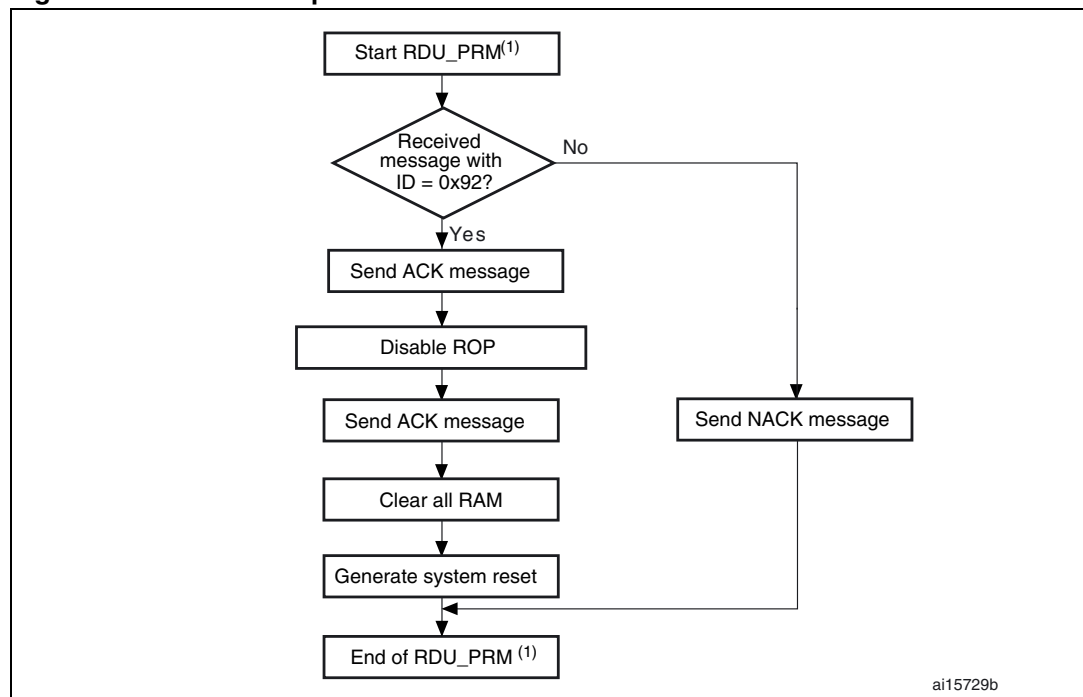 Start RDU_PRM(1)
Received
message with
ID = 0x92?
No
Yes
Send ACK message
Disable ROP
Send ACK message
Send NACK message
Clear all RAM
Generate system reset
End of RDU_PRM (1)
ai15729b